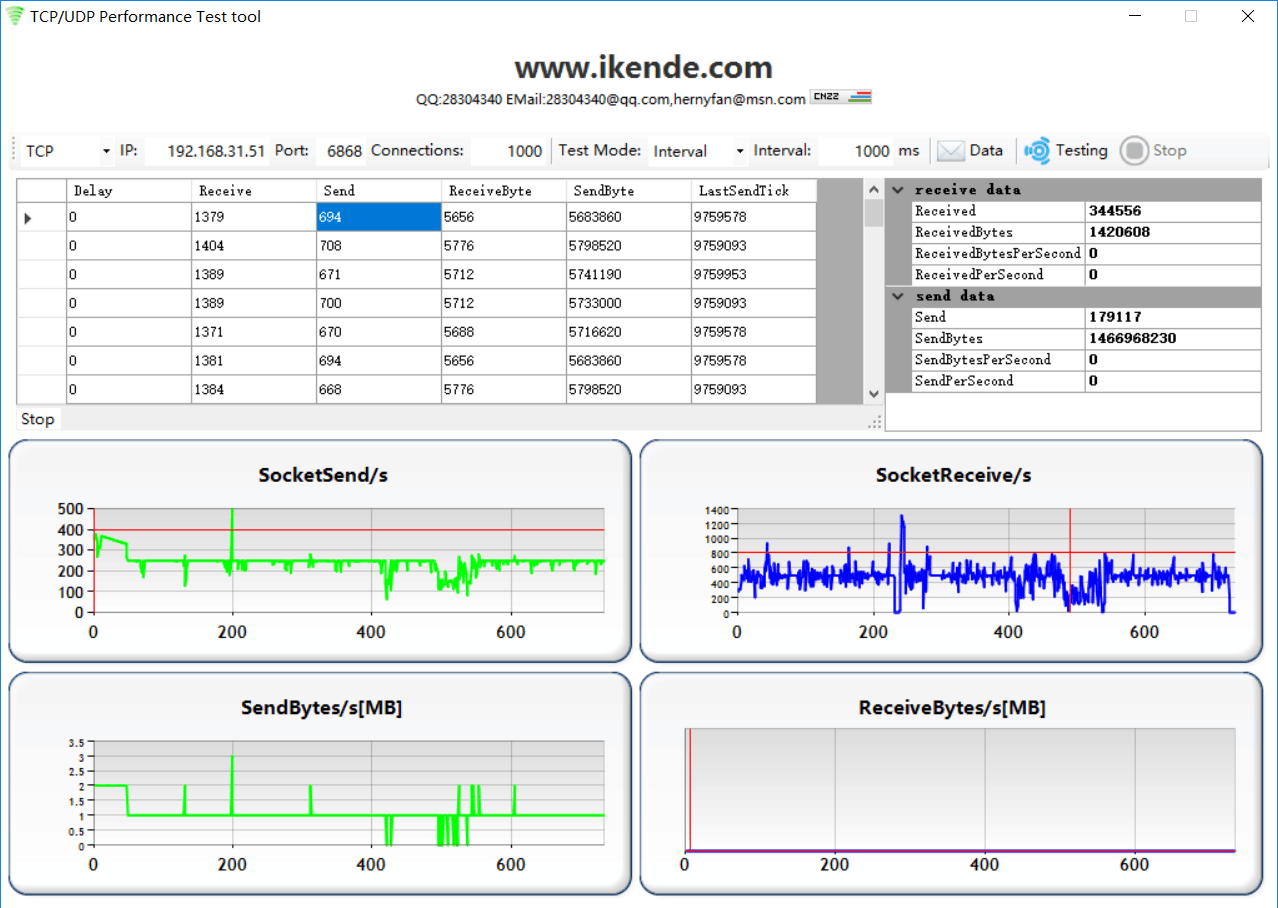 TCP/UDP Performance Test tool
www.ikende.com
QQ:28304340 EMail:28304340@qq.com,hernyfan@msn.com CNZZ
TCP IP: 192.168.31.51 Port: 6868 Connections: 1000 Test Mode: Interval Interval: 1000 ms Data Testing Stop
Delay Receive Send ReceiveByte SendByte LastSendTick
0 1379 694 5656 5683860 9759578
0 1404 708 5776 5798520 9759093
0 1389 671 5712 5741190 9759953
0 1389 700 5712 5733000 9759093
0 1371 670 5688 5716620 9759578
0 1381 694 5656 5683860 9759578
0 1384 668 5776 5798520 9759093
Stop
receive data
Received 344556
ReceivedBytes 1420608
ReceivedBytesPerSecond 0
ReceivedPerSecond 0
send data
Send 179117
SendBytes 1466968230
SendBytesPerSecond 0
SendPerSecond 0
SocketSend/s
500
400
300
200
100
0
0 200 400 600
SocketReceive/s
1400
1200
1000
800
600
400
200
0
0 200 400 600
SendBytes/s[MB]
3.5
3
2.5
2
1.5
1
0.5
0
0 200 400 600
ReceiveBytes/s[MB]
0 200 400 600